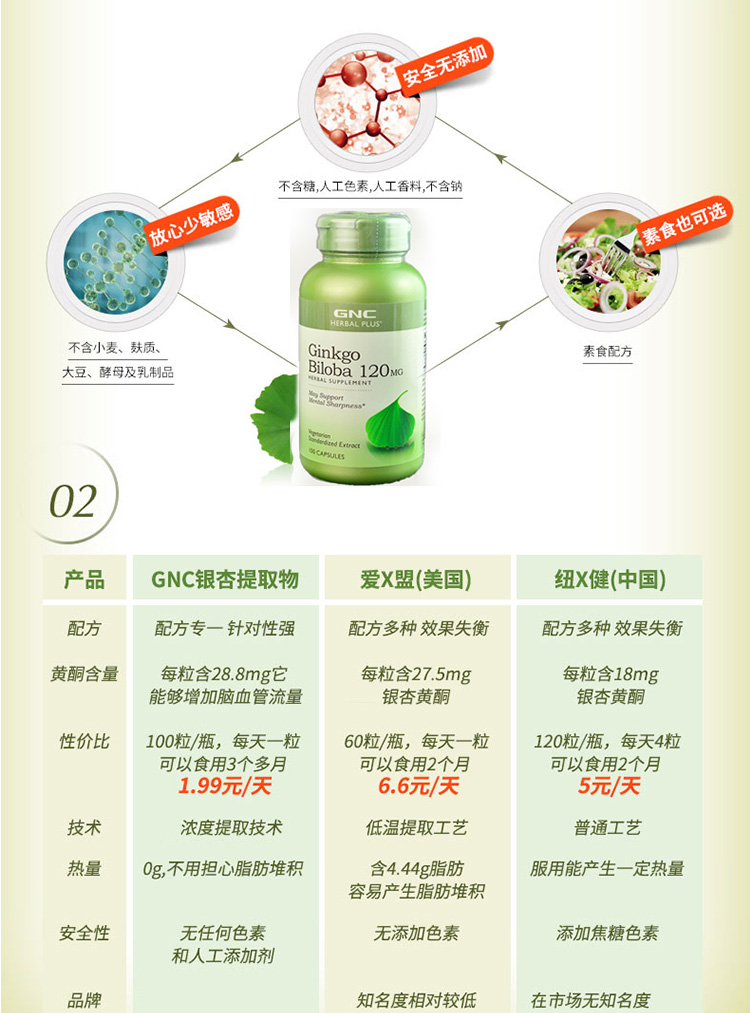 安全无添加
不含糖,人工色素,人工香料,不含钠
放心少敏感
不含小麦、麸质、
大豆、酵母及乳制品
素食也可选
素食配方
GNC
HERBAL PLUS
Ginkgo
Biloba 120MG
HERBAL SUPPLEMENT
May Support
Mental Sharpness*
Vegetarian
Standardized Extract
100 CAPSULES
02
产品 GNC银杏提取物 爱X盟(美国) 纽X健(中国)
配方 配方专一 针对性强 配方多种 效果失衡 配方多种 效果失衡
黄酮含量 每粒含28.8mg它 每粒含27.5mg 每粒含18mg
能够增加脑血管流量 银杏黄酮 银杏黄酮
性价比 100粒/瓶，每天一粒 60粒/瓶，每天一粒 120粒/瓶，每天4粒
可以食用3个多月 可以食用2个月 可以食用2个月
1.99元/天 6.6元/天 5元/天
技术 浓度提取技术 低温提取工艺 普通工艺
热量 0g,不用担心脂肪堆积 含4.44g脂肪 服用能产生一定热量
容易产生脂肪堆积
安全性 无任何色素 无添加色素 添加焦糖色素
和人工添加剂
品牌 知名度相对较低 在市场无知名度